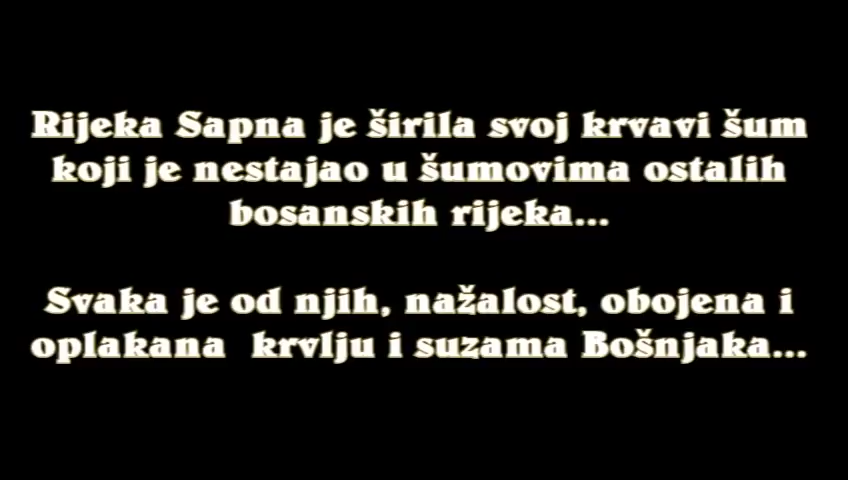 Rijeka Sapna je širila svoj krvavi šum
koji je nestajao u šumovima ostalih
bosanskih rijeka...
Svaka je od njih, nažalost, obojena i
oplakana krvlju i suzama Bošnjaka...